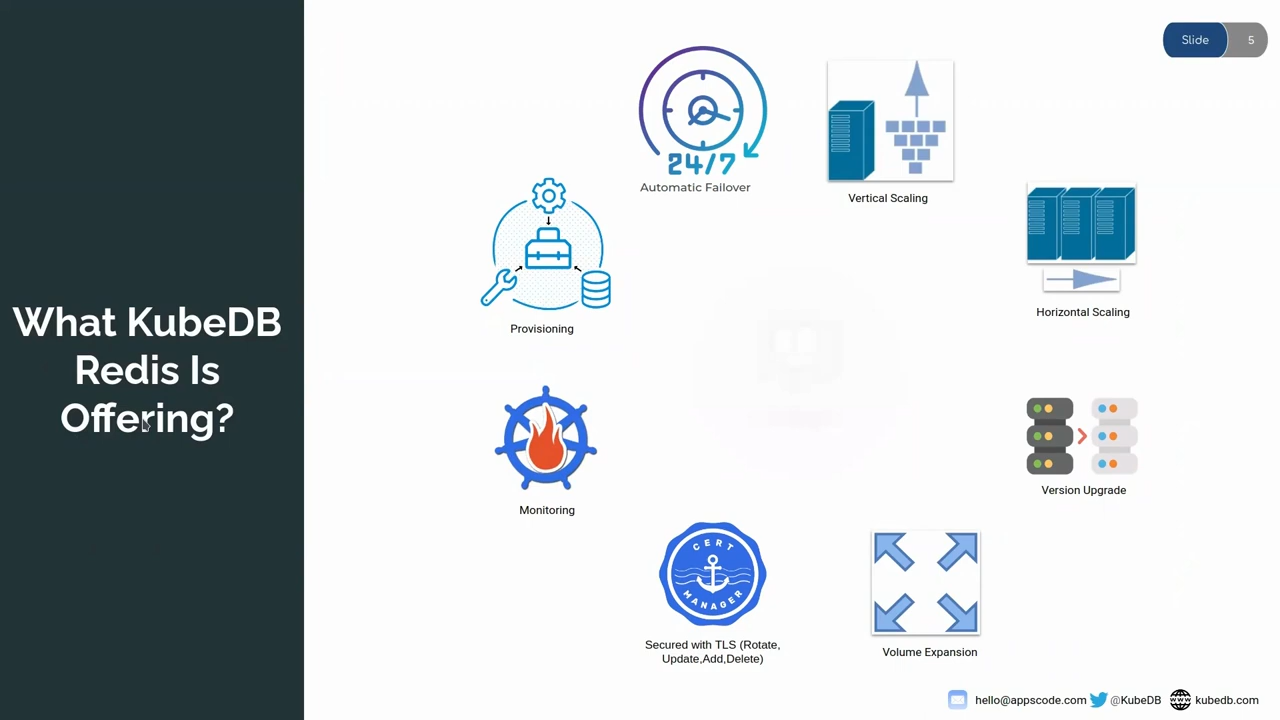 Slide 5
What KubeDB
Redis Is
Offering?
24/7
Automatic Failover
Vertical Scaling
Provisioning
Horizontal Scaling
Monitoring
Version Upgrade
CERT
MANAGER
Secured with TLS (Rotate,
Update,Add,Delete)
Volume Expansion
hello@appscode.com @KubeDB kubedb.com